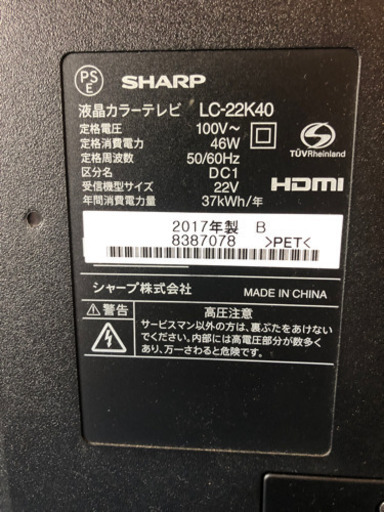 PS
E
SHARP
液晶カラーテレビ LC-22K40
定格電圧 100V~
定格消費電力 46W
定格周波数 50/60Hz
区分名 DC1
受信機型サイズ 22V
年間消費電力量 37kWh/年
TÜVRheinland
HDMI
2017年製 B
8387078 >PET<
シャープ株式会社 MADE IN CHINA
警告 高圧注意
サービスマン以外の方は、裏ぶたをあけない
でください。内部には高電圧部分が数多く
あり、万一さわると危険です。